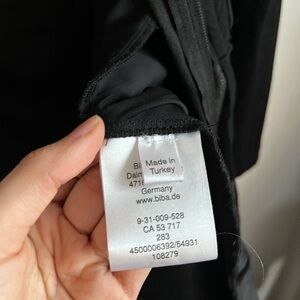 Made in
Turkey
Germany
www.biba.de
9-31-009-528
CA 53 717
283
4500006392/54931
108279